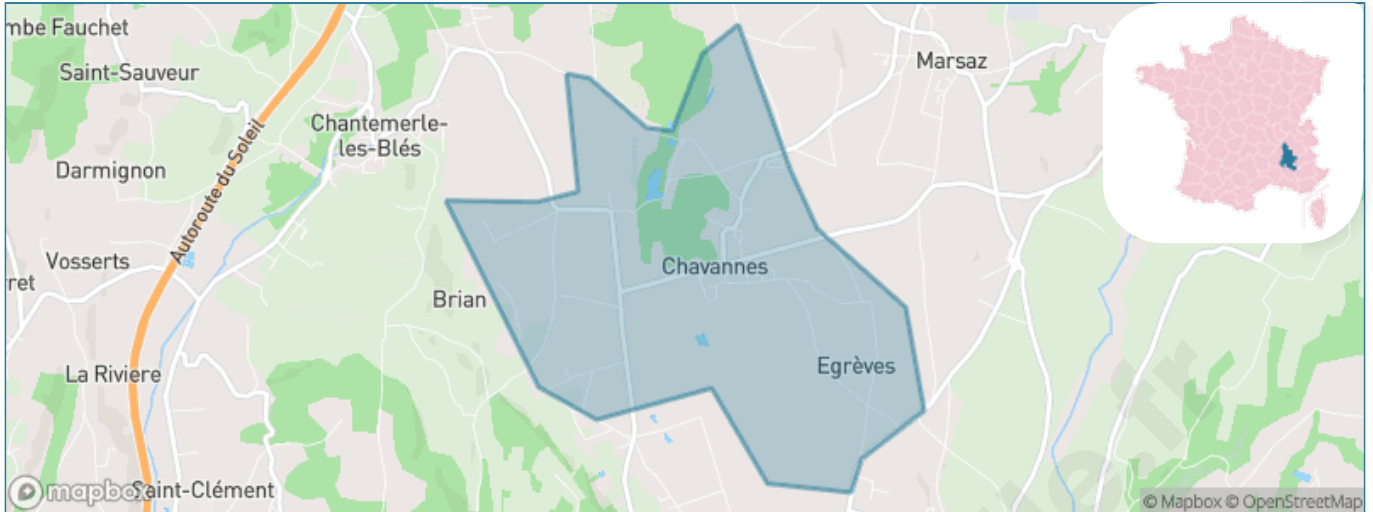 mbe Fauchet
Saint-Sauveur
Marsaz
Chantemerle-
les-Blés
Darmignon
Autoroute du Soleil
Vosserts
ret
Chavannes
Brian
La Riviere
Egrèves
Saint-Clément
mapbox
© Mapbox © OpenStreetMap